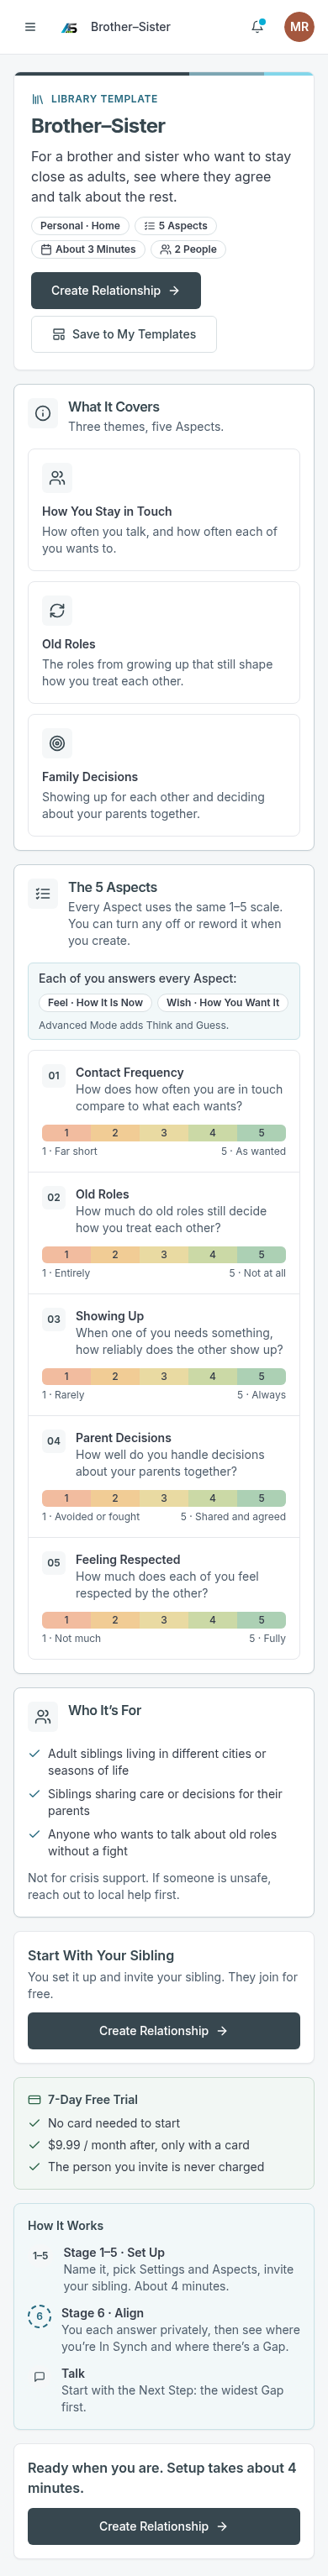 Brother–Sister
MR
LIBRARY TEMPLATE
Brother–Sister
For a brother and sister who want to stay
close as adults, see where they agree
and talk about the rest.
Personal · Home
5 Aspects
About 3 Minutes
2 People
Create Relationship
Save to My Templates
What It Covers
Three themes, five Aspects.
How You Stay in Touch
How often you talk, and how often each of
you wants to.
Old Roles
The roles from growing up that still shape
how you treat each other.
Family Decisions
Showing up for each other and deciding
about your parents together.
The 5 Aspects
Every Aspect uses the same 1–5 scale.
You can turn any off or reword it when
you create.
Each of you answers every Aspect:
Feel · How It Is Now
Wish · How You Want It
Advanced Mode adds Think and Guess.
01
Contact Frequency
How does how often you are in touch
compare to what each wants?
1 2 3 4 5
1 · Far short
5 · As wanted
02
Old Roles
How much do old roles still decide
how you treat each other?
1 2 3 4 5
1 · Entirely
5 · Not at all
03
Showing Up
When one of you needs something,
how reliably does the other show up?
1 2 3 4 5
1 · Rarely
5 · Always
04
Parent Decisions
How well do you handle decisions
about your parents together?
1 2 3 4 5
1 · Avoided or fought
5 · Shared and agreed
05
Feeling Respected
How much does each of you feel
respected by the other?
1 2 3 4 5
1 · Not much
5 · Fully
Who It’s For
Adult siblings living in different cities or
seasons of life
Siblings sharing care or decisions for their
parents
Anyone who wants to talk about old roles
without a fight
Not for crisis support. If someone is unsafe,
reach out to local help first.
Start With Your Sibling
You set it up and invite your sibling. They join for
free.
Create Relationship
7-Day Free Trial
No card needed to start
$9.99 / month after, only with a card
The person you invite is never charged
How It Works
1–5
Stage 1–5 · Set Up
Name it, pick Settings and Aspects, invite
your sibling. About 4 minutes.
6
Stage 6 · Align
You each answer privately, then see where
you’re In Synch and where there’s a Gap.
Talk
Start with the Next Step: the widest Gap
first.
Ready when you are. Setup takes about 4
minutes.
Create Relationship